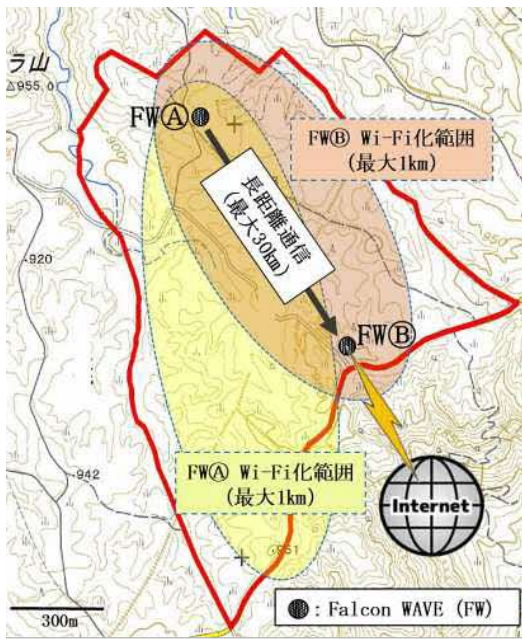 ラ山
△955.0
FWⒶ
FWⒷ Wi-Fi化範囲
(最大1km)
長距離通信
(最大30km)
920
FWⒷ
FWⒶ Wi-Fi化範囲
(最大1km)
942
Internet
951
300m
: Falcon WAVE (FW)